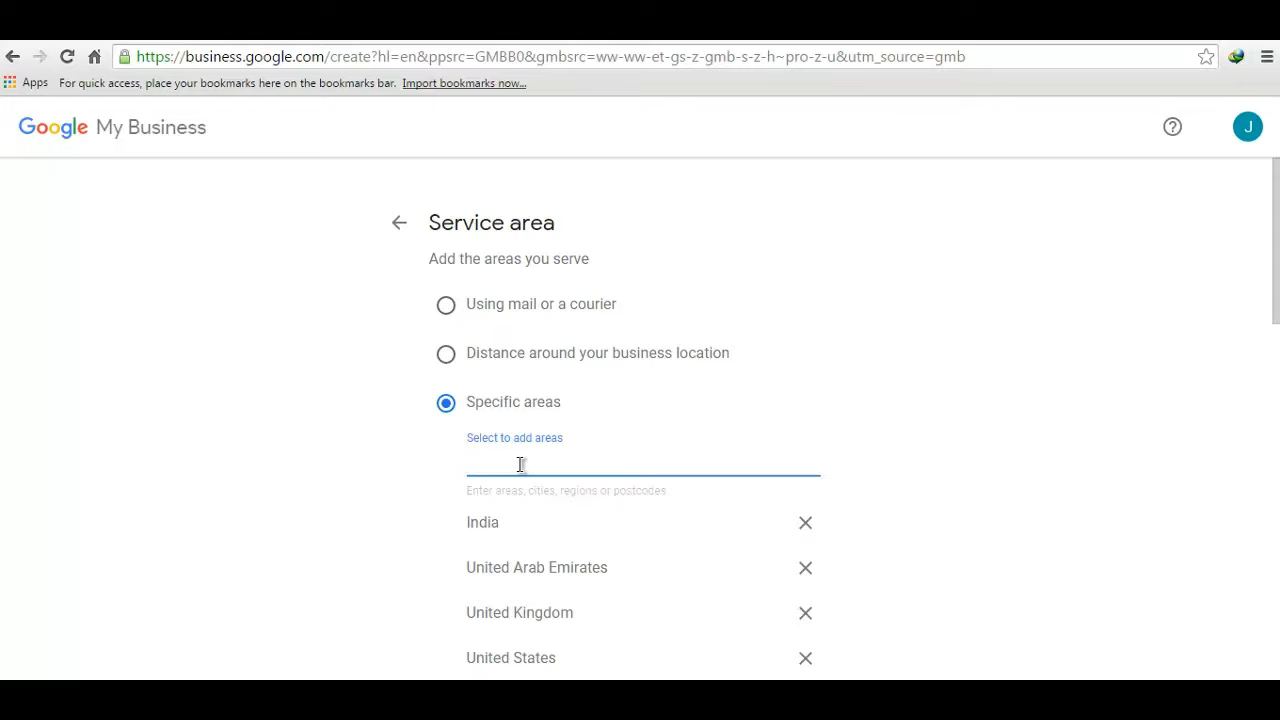 https://business.google.com/create?hl=en&ppsrc=GMBB0&gmbsrc=ww-ww-et-gs-z-gmb-s-z-h~pro-z-u&utm_source=gmb
Apps For quick access, place your bookmarks here on the bookmarks bar. Import bookmarks now...
Google My Business
J
Service area
Add the areas you serve
Using mail or a courier
Distance around your business location
Specific areas
Select to add areas
Enter areas, cities, regions or postcodes
India
United Arab Emirates
United Kingdom
United States